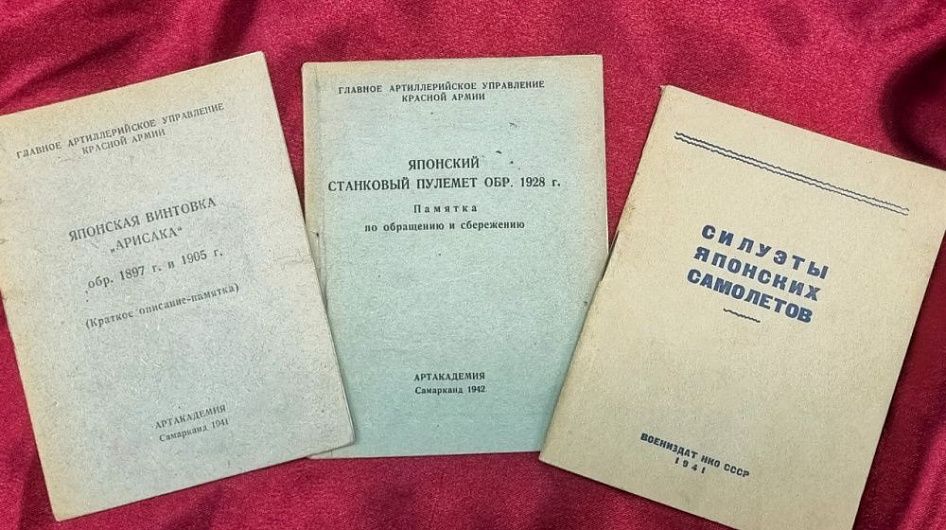 ГЛАВНОЕ АРТИЛЛЕРИЙСКОЕ УПРАВЛЕНИЕ
КРАСНОЙ АРМИИ
ЯПОНСКАЯ ВИНТОВКА
„АРИСАКА“
обр. 1897 г. и 1905 г.
(Краткое описание-памятка)
АРТАКАДЕМИЯ
Самарканд 1941
ГЛАВНОЕ АРТИЛЛЕРИЙСКОЕ УПРАВЛЕНИЕ
КРАСНОЙ АРМИИ
ЯПОНСКИЙ
СТАНКОВЫЙ ПУЛЕМЕТ ОБР. 1928 г.
Памятка
по обращению и сбережению
АРТАКАДЕМИЯ
Самарканд 1942
СИЛУЭТЫ
ЯПОНСКИХ
САМОЛЕТОВ
ВОЕНИЗДАТ НКО СССР
1941